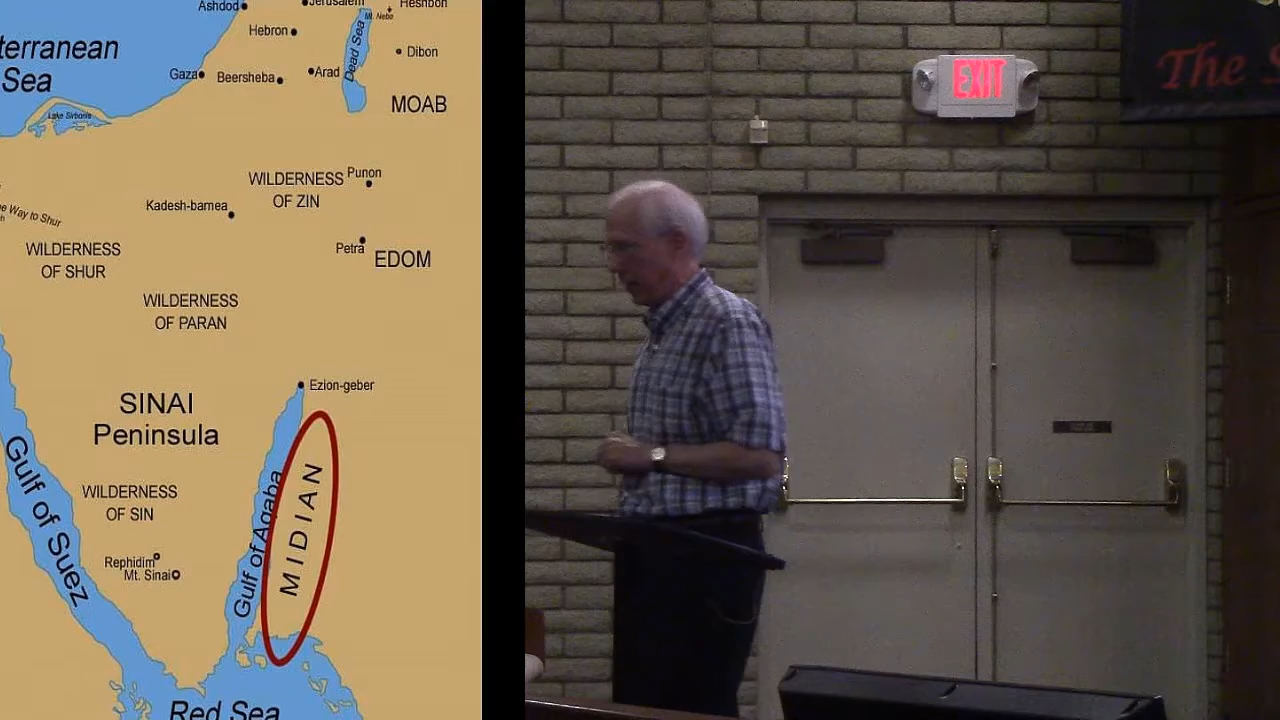 Ashdod
Jerusalem
Mt. Nebo
Heshbon
terranean
Sea
Hebron
Dead Sea
Dibon
Gaza
Beersheba
Arad
MOAB
Lake Sirbonis
WILDERNESS
OF ZIN
Punon
Kadesh-barnea
e Way to Shur
WILDERNESS
OF SHUR
Petra
EDOM
WILDERNESS
OF PARAN
Ezion-geber
SINAI
Peninsula
Gulf of Suez
Gulf of Aqaba
MIDIAN
WILDERNESS
OF SIN
Rephidim
Mt. Sinai
Red Sea
EXIT
The S